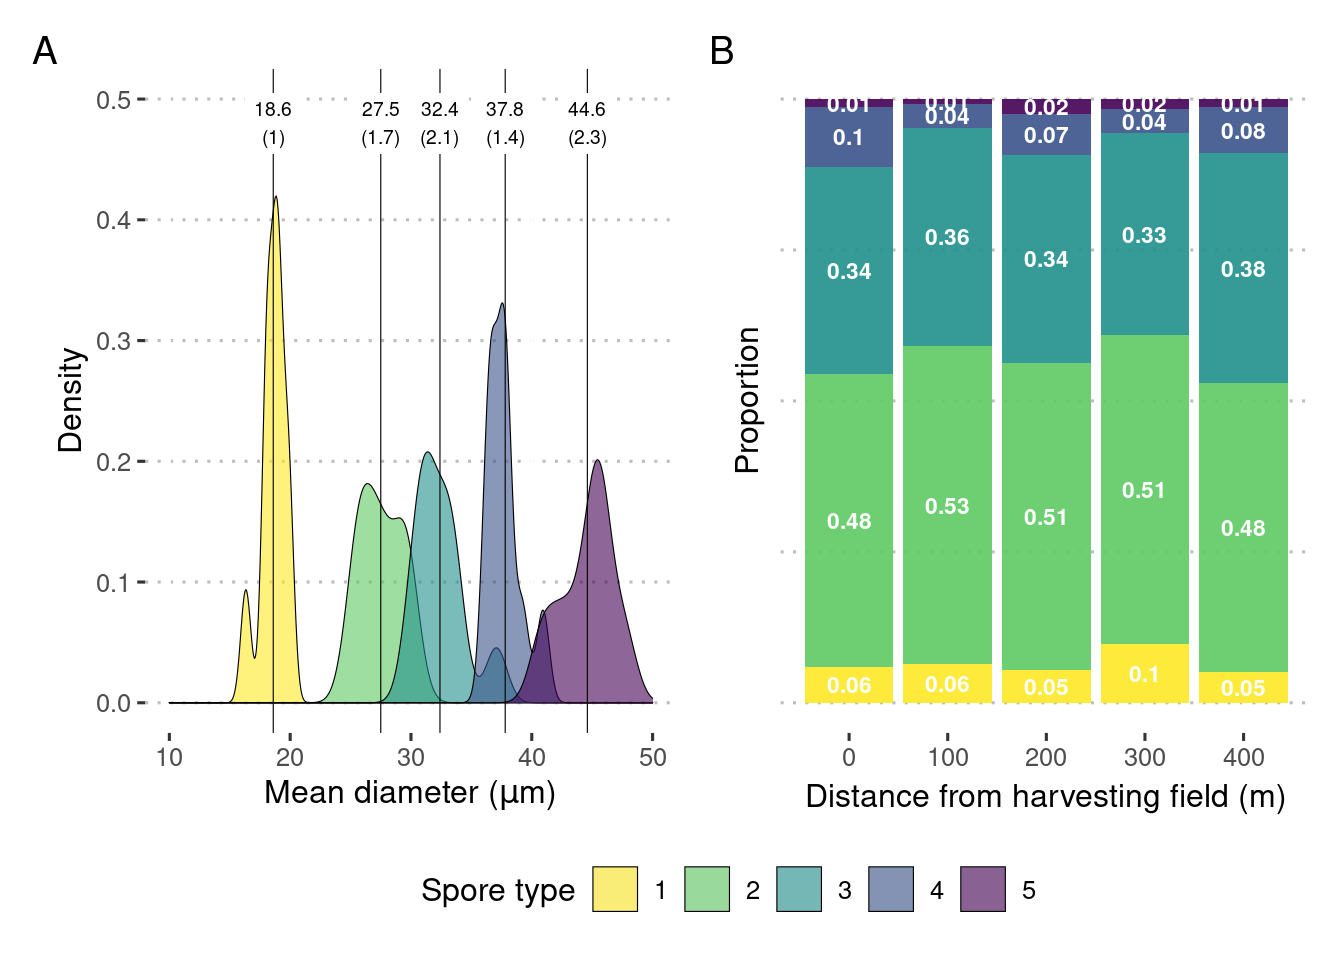 A
0.5
0.4
0.3
0.2
0.1
0.0
Density
18.6 27.5 32.4 37.8 44.6
(1) (1.7) (2.1) (1.4) (2.3)
10 20 30 40 50
Mean diameter (µm)
B
Proportion
0.01 0.01 0.02 0.02 0.01
0.1 0.04 0.07 0.04 0.08
0.34 0.36 0.34 0.33 0.38
0.48 0.53 0.51 0.51 0.48
0.06 0.06 0.05 0.1 0.05
0 100 200 300 400
Distance from harvesting field (m)
Spore type 1 2 3 4 5